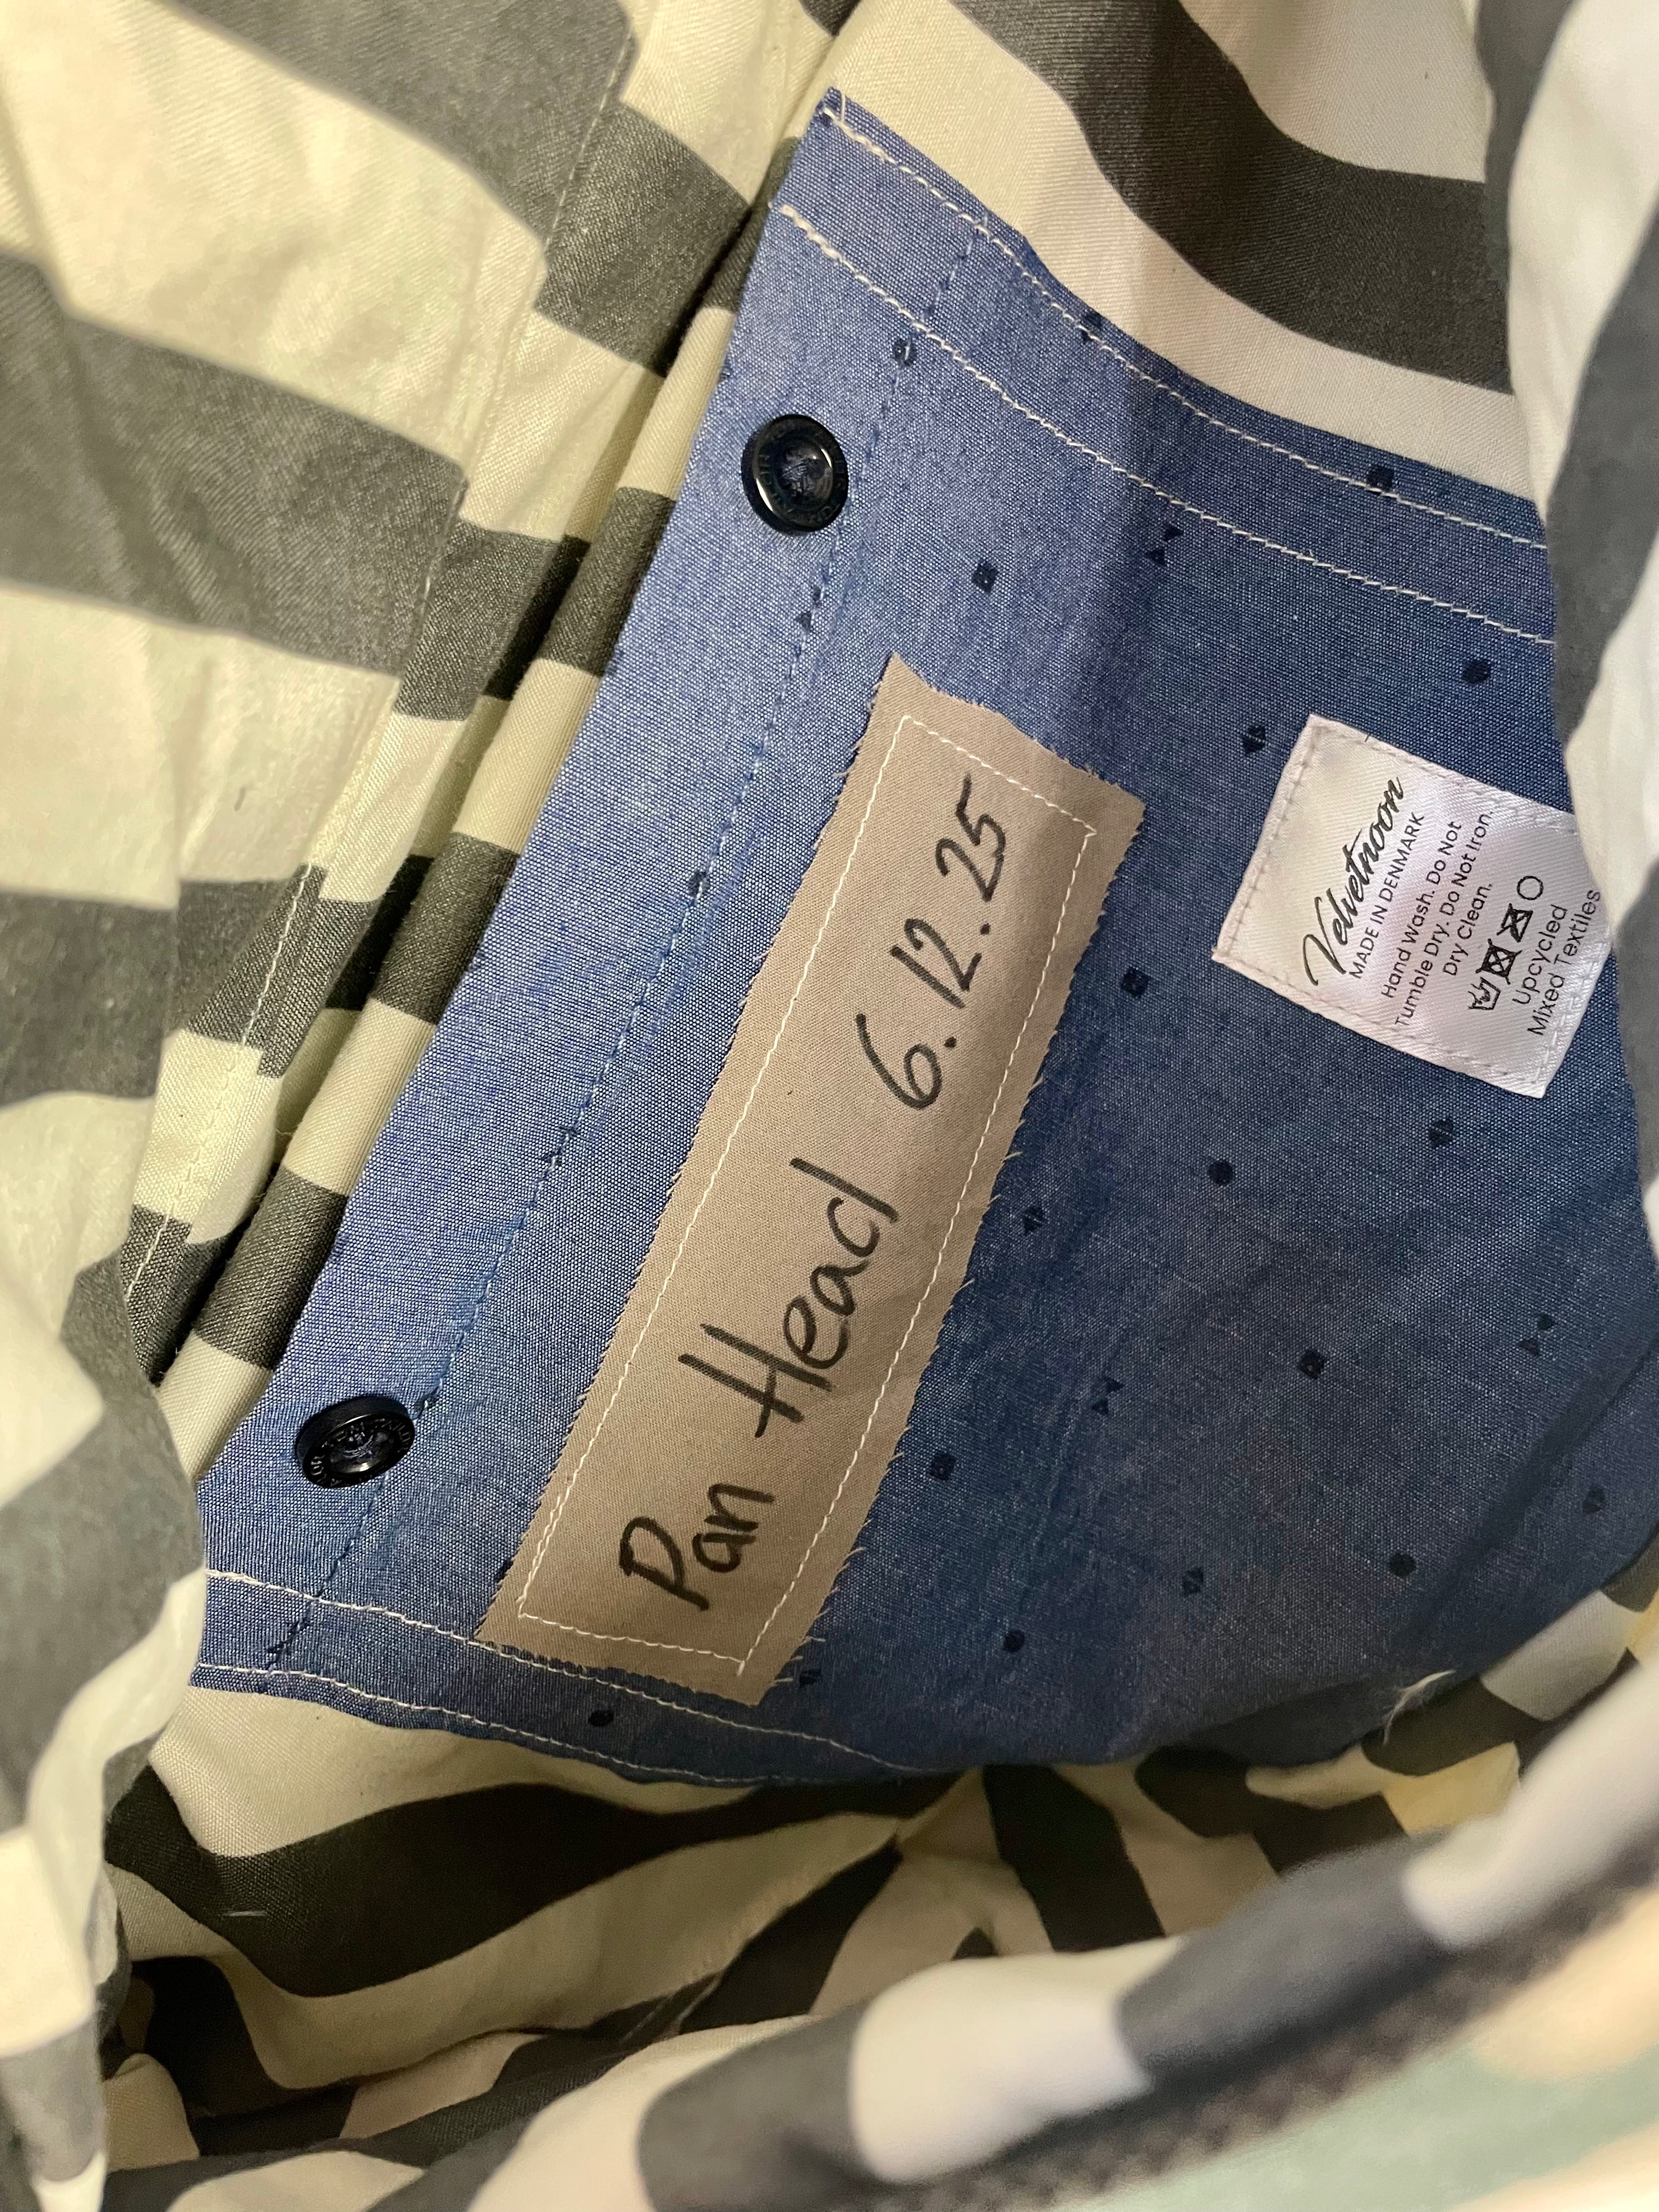 Pan Head 6.12.25
Velvetnoon
MADE IN DENMARK
Hand Wash. Do Not
Tumble Dry. Do Not Iron.
Dry Clean.
Upcycled
Mixed Textiles